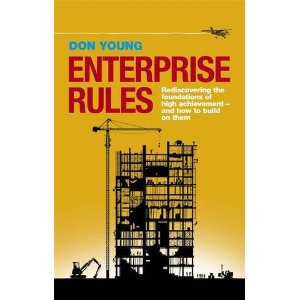 DON YOUNG
ENTERPRISE
RULES
Rediscovering the
foundations of
high achievement –
and how to build
on them